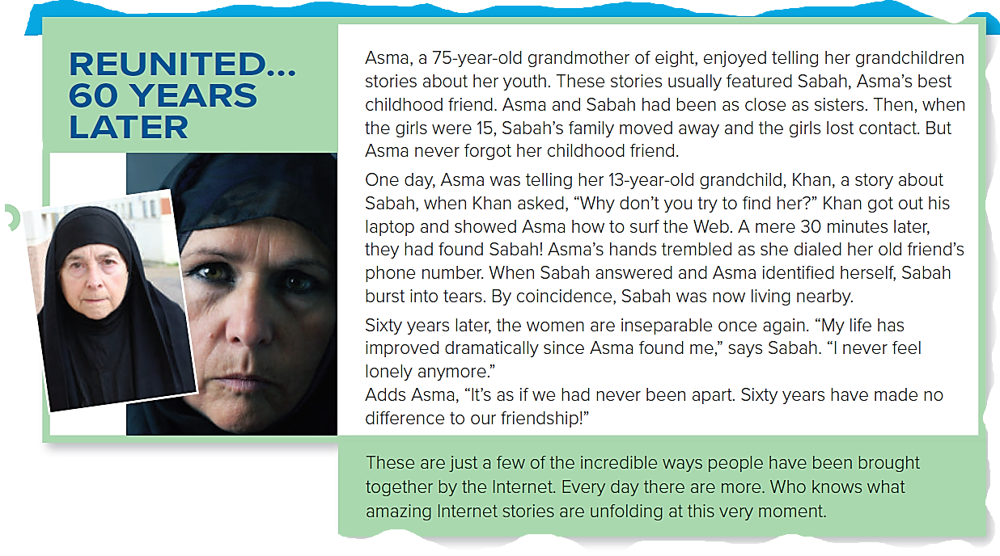 REUNITED...
60 YEARS
LATER
Asma, a 75-year-old grandmother of eight, enjoyed telling her grandchildren
stories about her youth. These stories usually featured Sabah, Asma's best
childhood friend. Asma and Sabah had been as close as sisters. Then, when
the girls were 15, Sabah's family moved away and the girls lost contact. But
Asma never forgot her childhood friend.
One day, Asma was telling her 13-year-old grandchild, Khan, a story about
Sabah, when Khan asked, “Why don't you try to find her?” Khan got out his
laptop and showed Asma how to surf the Web. A mere 30 minutes later,
they had found Sabah! Asma's hands trembled as she dialed her old friend's
phone number. When Sabah answered and Asma identified herself, Sabah
burst into tears. By coincidence, Sabah was now living nearby.
Sixty years later, the women are inseparable once again. “My life has
improved dramatically since Asma found me,” says Sabah. “I never feel
lonely anymore.”
Adds Asma, “It's as if we had never been apart. Sixty years have made no
difference to our friendship!”
These are just a few of the incredible ways people have been brought
together by the Internet. Every day there are more. Who knows what
amazing Internet stories are unfolding at this very moment.